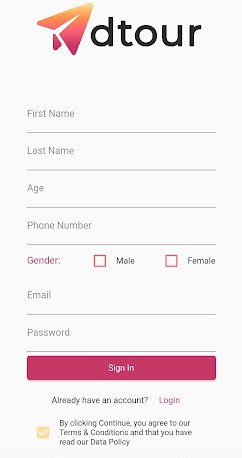 dtour
First Name
Last Name
Age
Phone Number
Gender: Male Female
Email
Password
Sign In
Already have an account? Login
By clicking Continue, you agree to our
Terms & Conditions and that you have
read our Data Policy